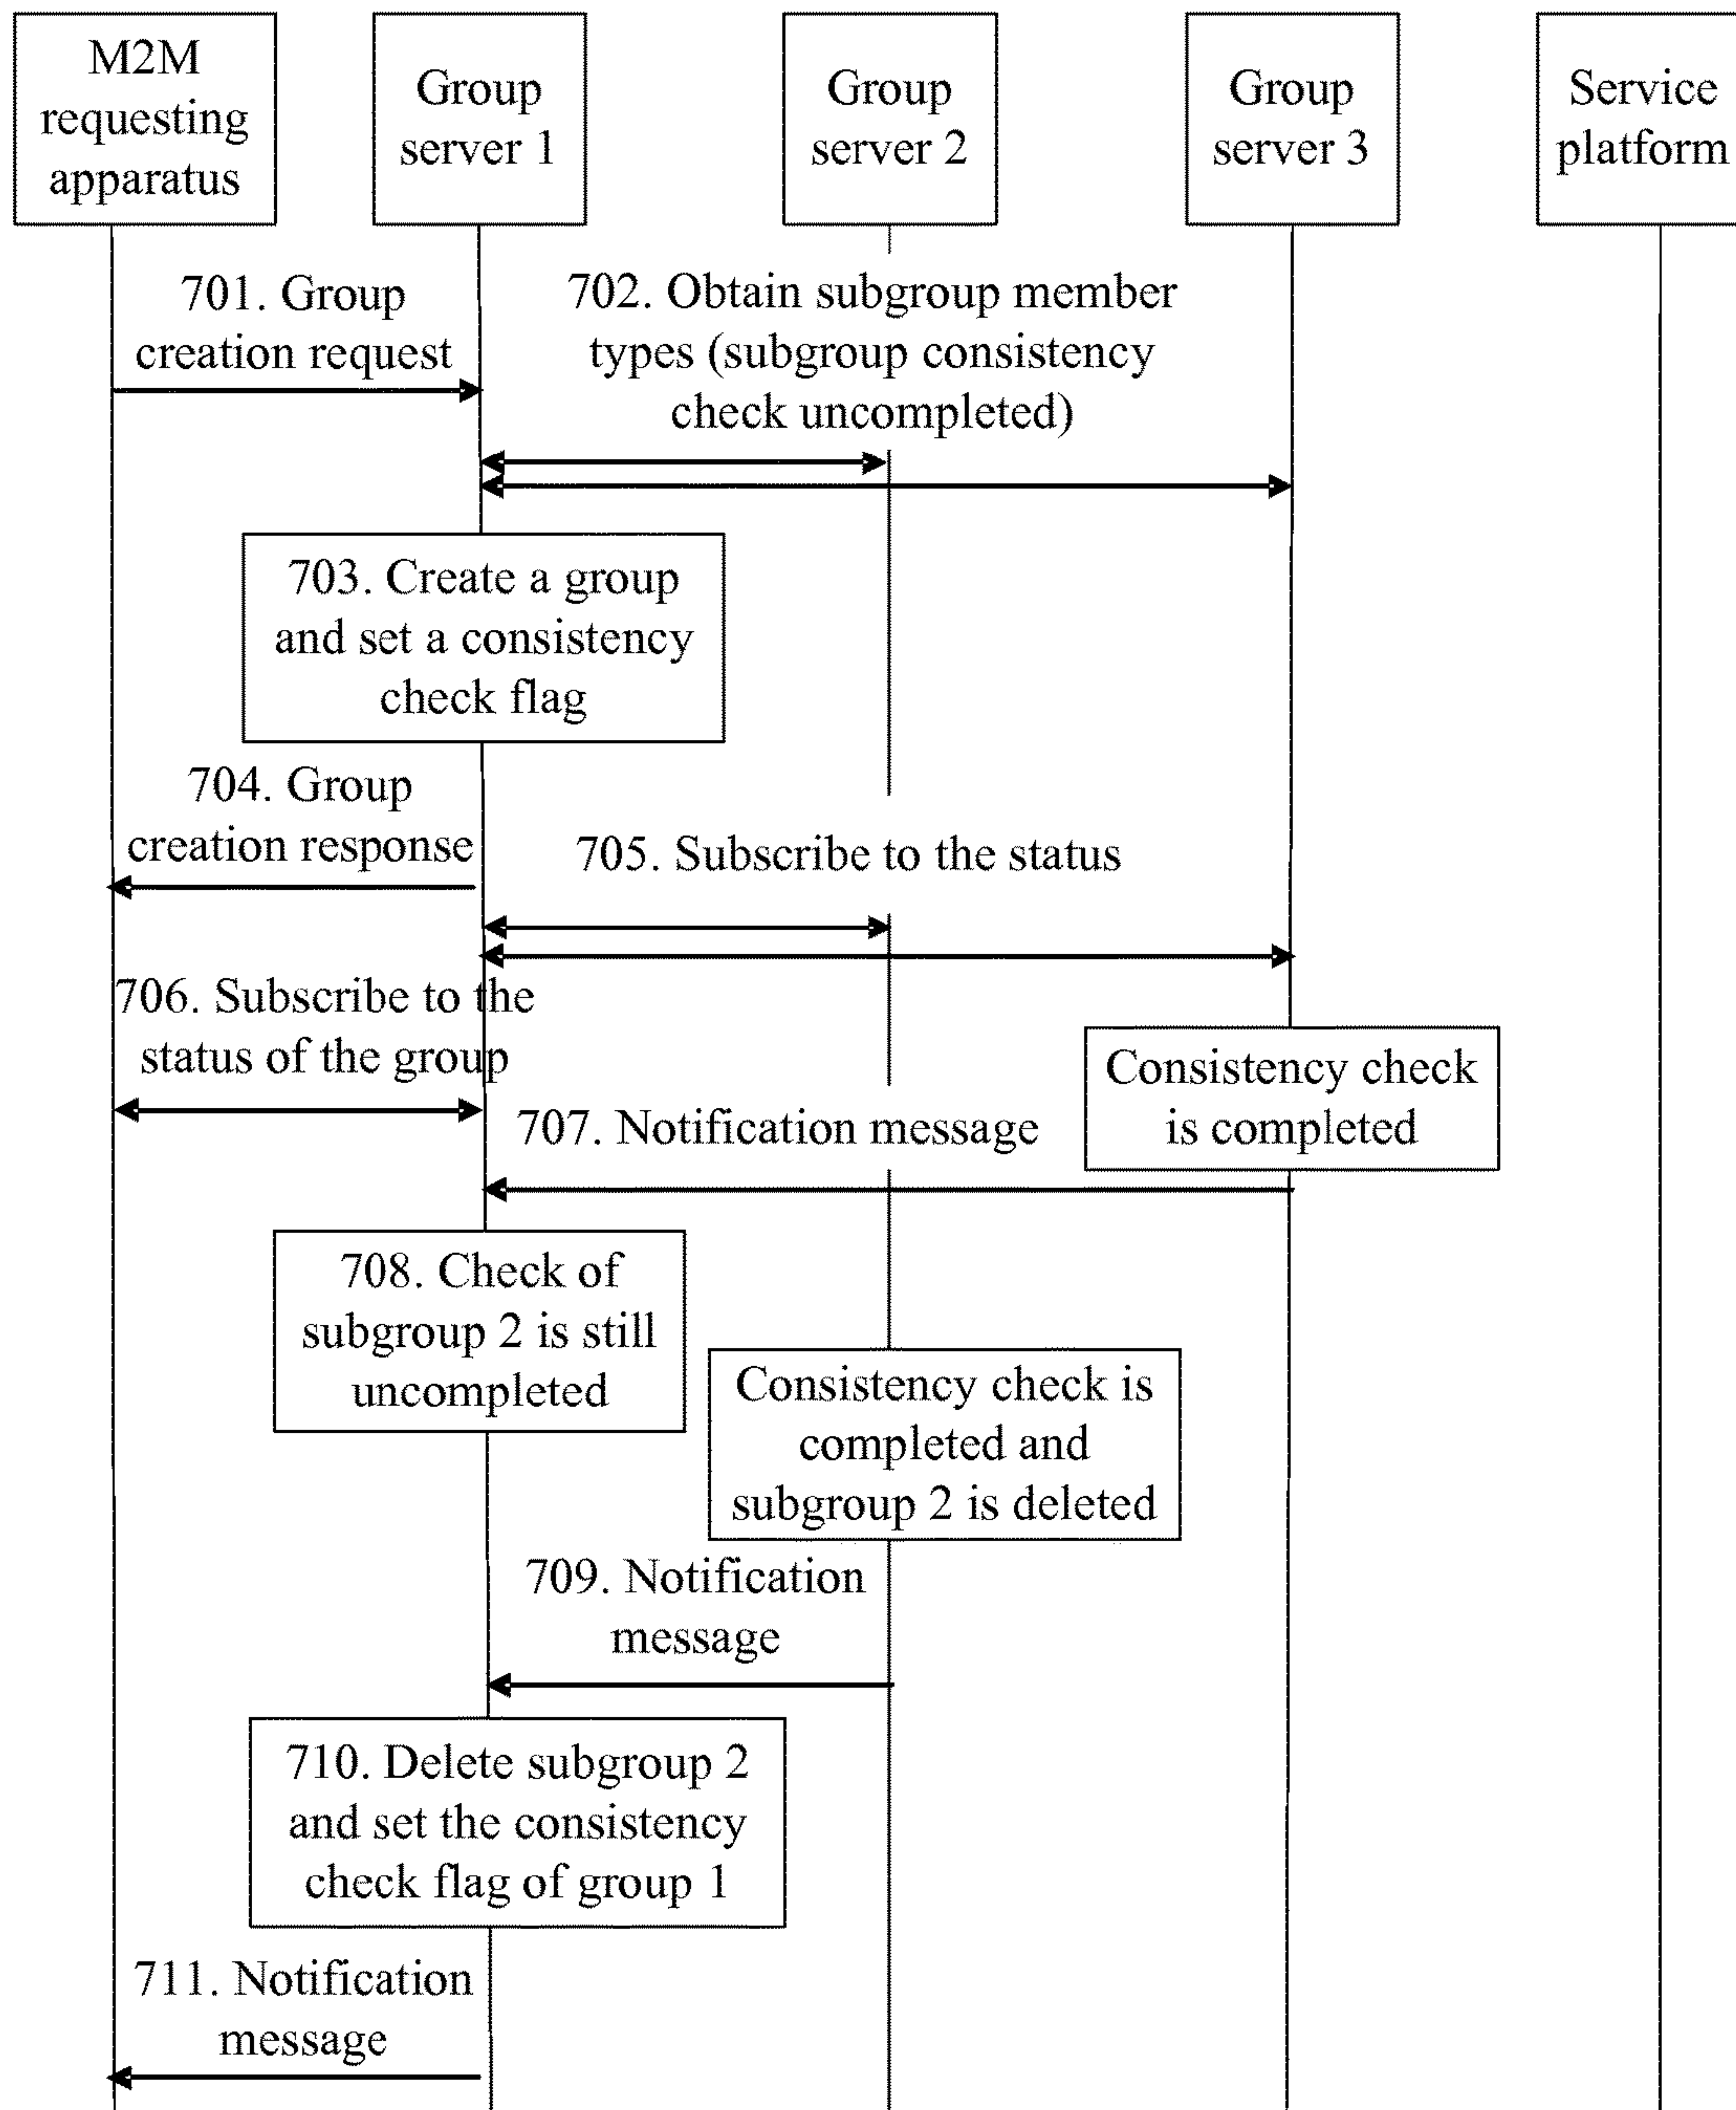 M2M
requesting
apparatus
Group
server 1
Group
server 2
Group
server 3
Service
platform
701. Group
creation request
702. Obtain subgroup member
types (subgroup consistency
check uncompleted)
703. Create a group
and set a consistency
check flag
704. Group
creation response
705. Subscribe to the status
706. Subscribe to the
status of the group
Consistency check
is completed
707. Notification message
708. Check of
subgroup 2 is still
uncompleted
Consistency check is
completed and
subgroup 2 is deleted
709. Notification
message
710. Delete subgroup 2
and set the consistency
check flag of group 1
711. Notification
message